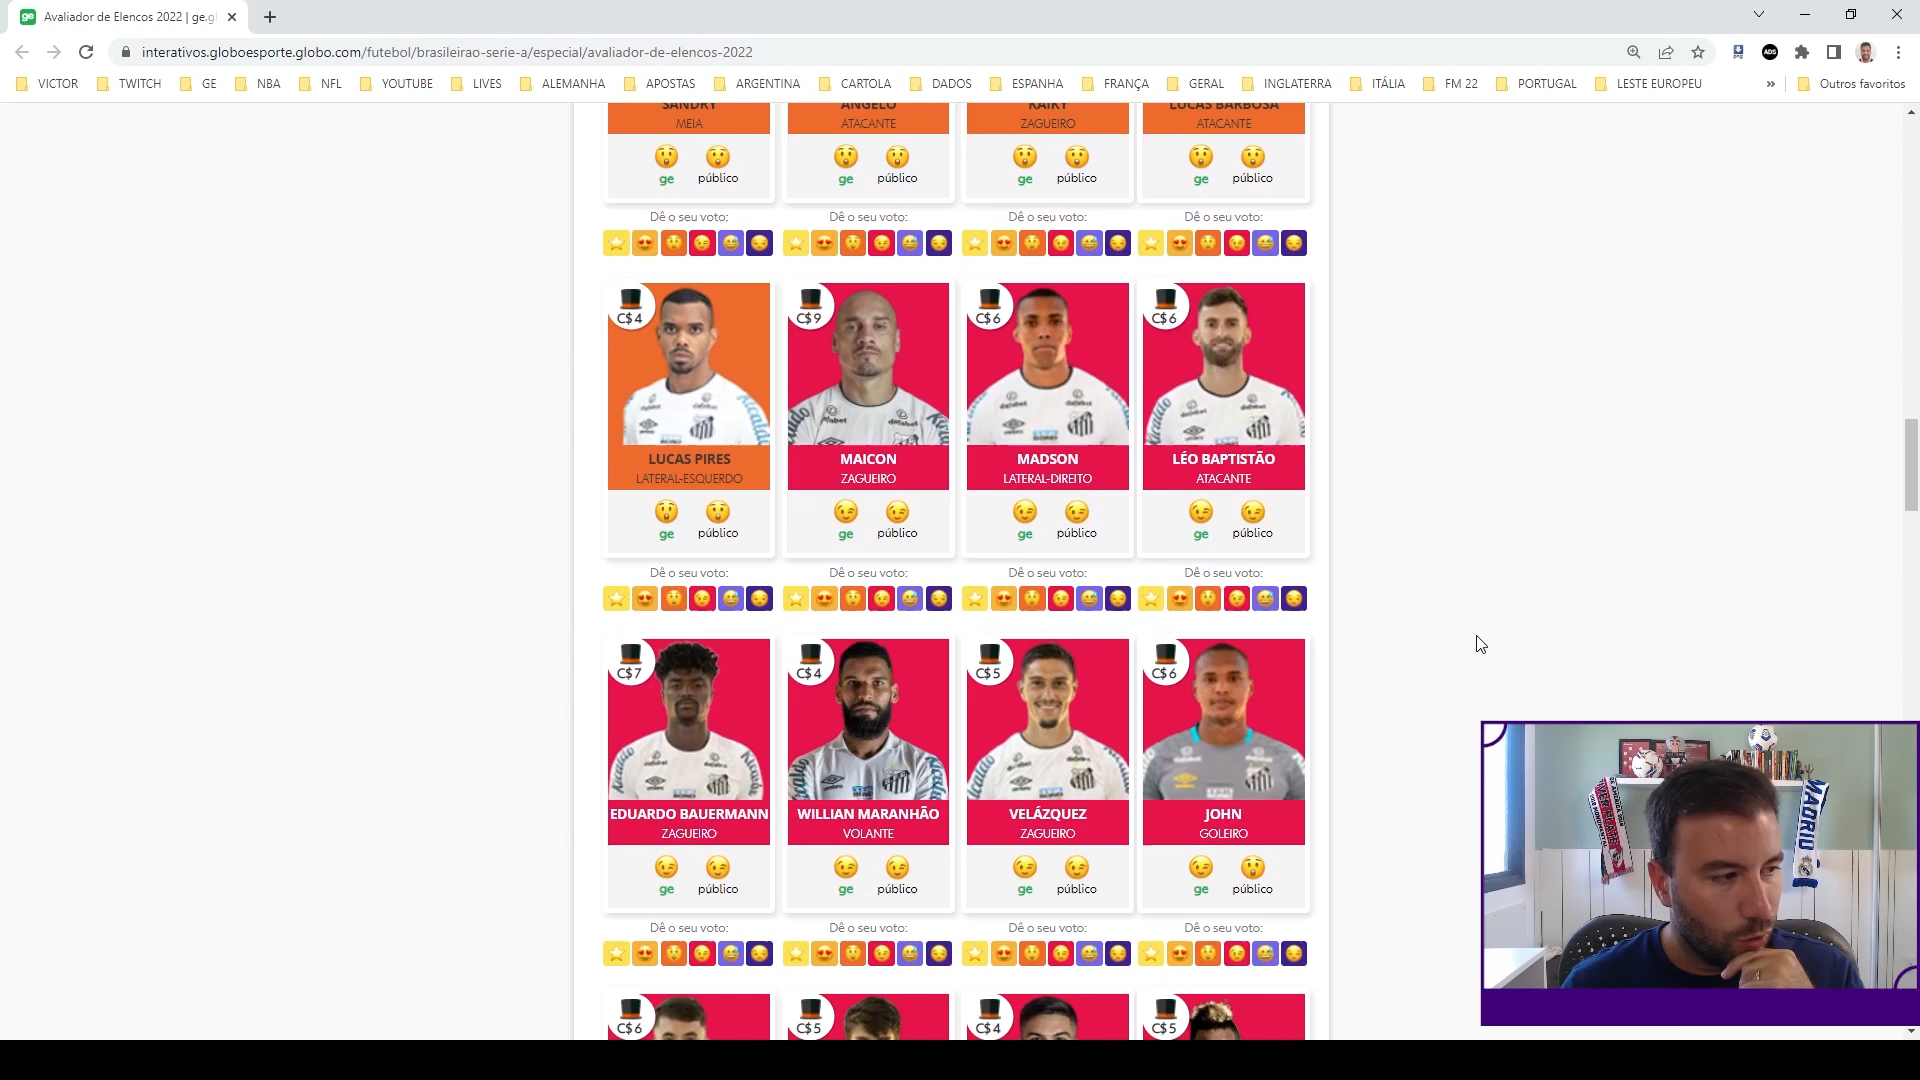 Avaliador de Elencos 2022 | ge.gl
interativos.globoesporte.globo.com/futebol/brasileirao-serie-a/especial/avaliador-de-elencos-2022
VICTOR TWITCH GE NBA NFL YOUTUBE LIVES ALEMANHA APOSTAS ARGENTINA CARTOLA DADOS ESPANHA FRANÇA GERAL INGLATERRA ITÁLIA FM 22 PORTUGAL LESTE EUROPEU » Outros favoritos
SANDRY ANGELO KAIKY LUCAS BARBOSA
MEIA ATACANTE ZAGUEIRO ATACANTE
ge público ge público ge público ge público
Dê o seu voto: Dê o seu voto: Dê o seu voto: Dê o seu voto:
C$ 4 C$ 9 C$ 6 C$ 6
LUCAS PIRES MAICON MADSON LÉO BAPTISTÃO
LATERAL-ESQUERDO ZAGUEIRO LATERAL-DIREITO ATACANTE
ge público ge público ge público ge público
Dê o seu voto: Dê o seu voto: Dê o seu voto: Dê o seu voto:
C$ 7 C$ 4 C$ 5 C$ 6
EDUARDO BAUERMANN WILLIAN MARANHÃO VELÁZQUEZ JOHN
ZAGUEIRO VOLANTE ZAGUEIRO GOLEIRO
ge público ge público ge público ge público
Dê o seu voto: Dê o seu voto: Dê o seu voto: Dê o seu voto:
C$ 6 C$ 5 C$ 4 C$ 5
MADRID